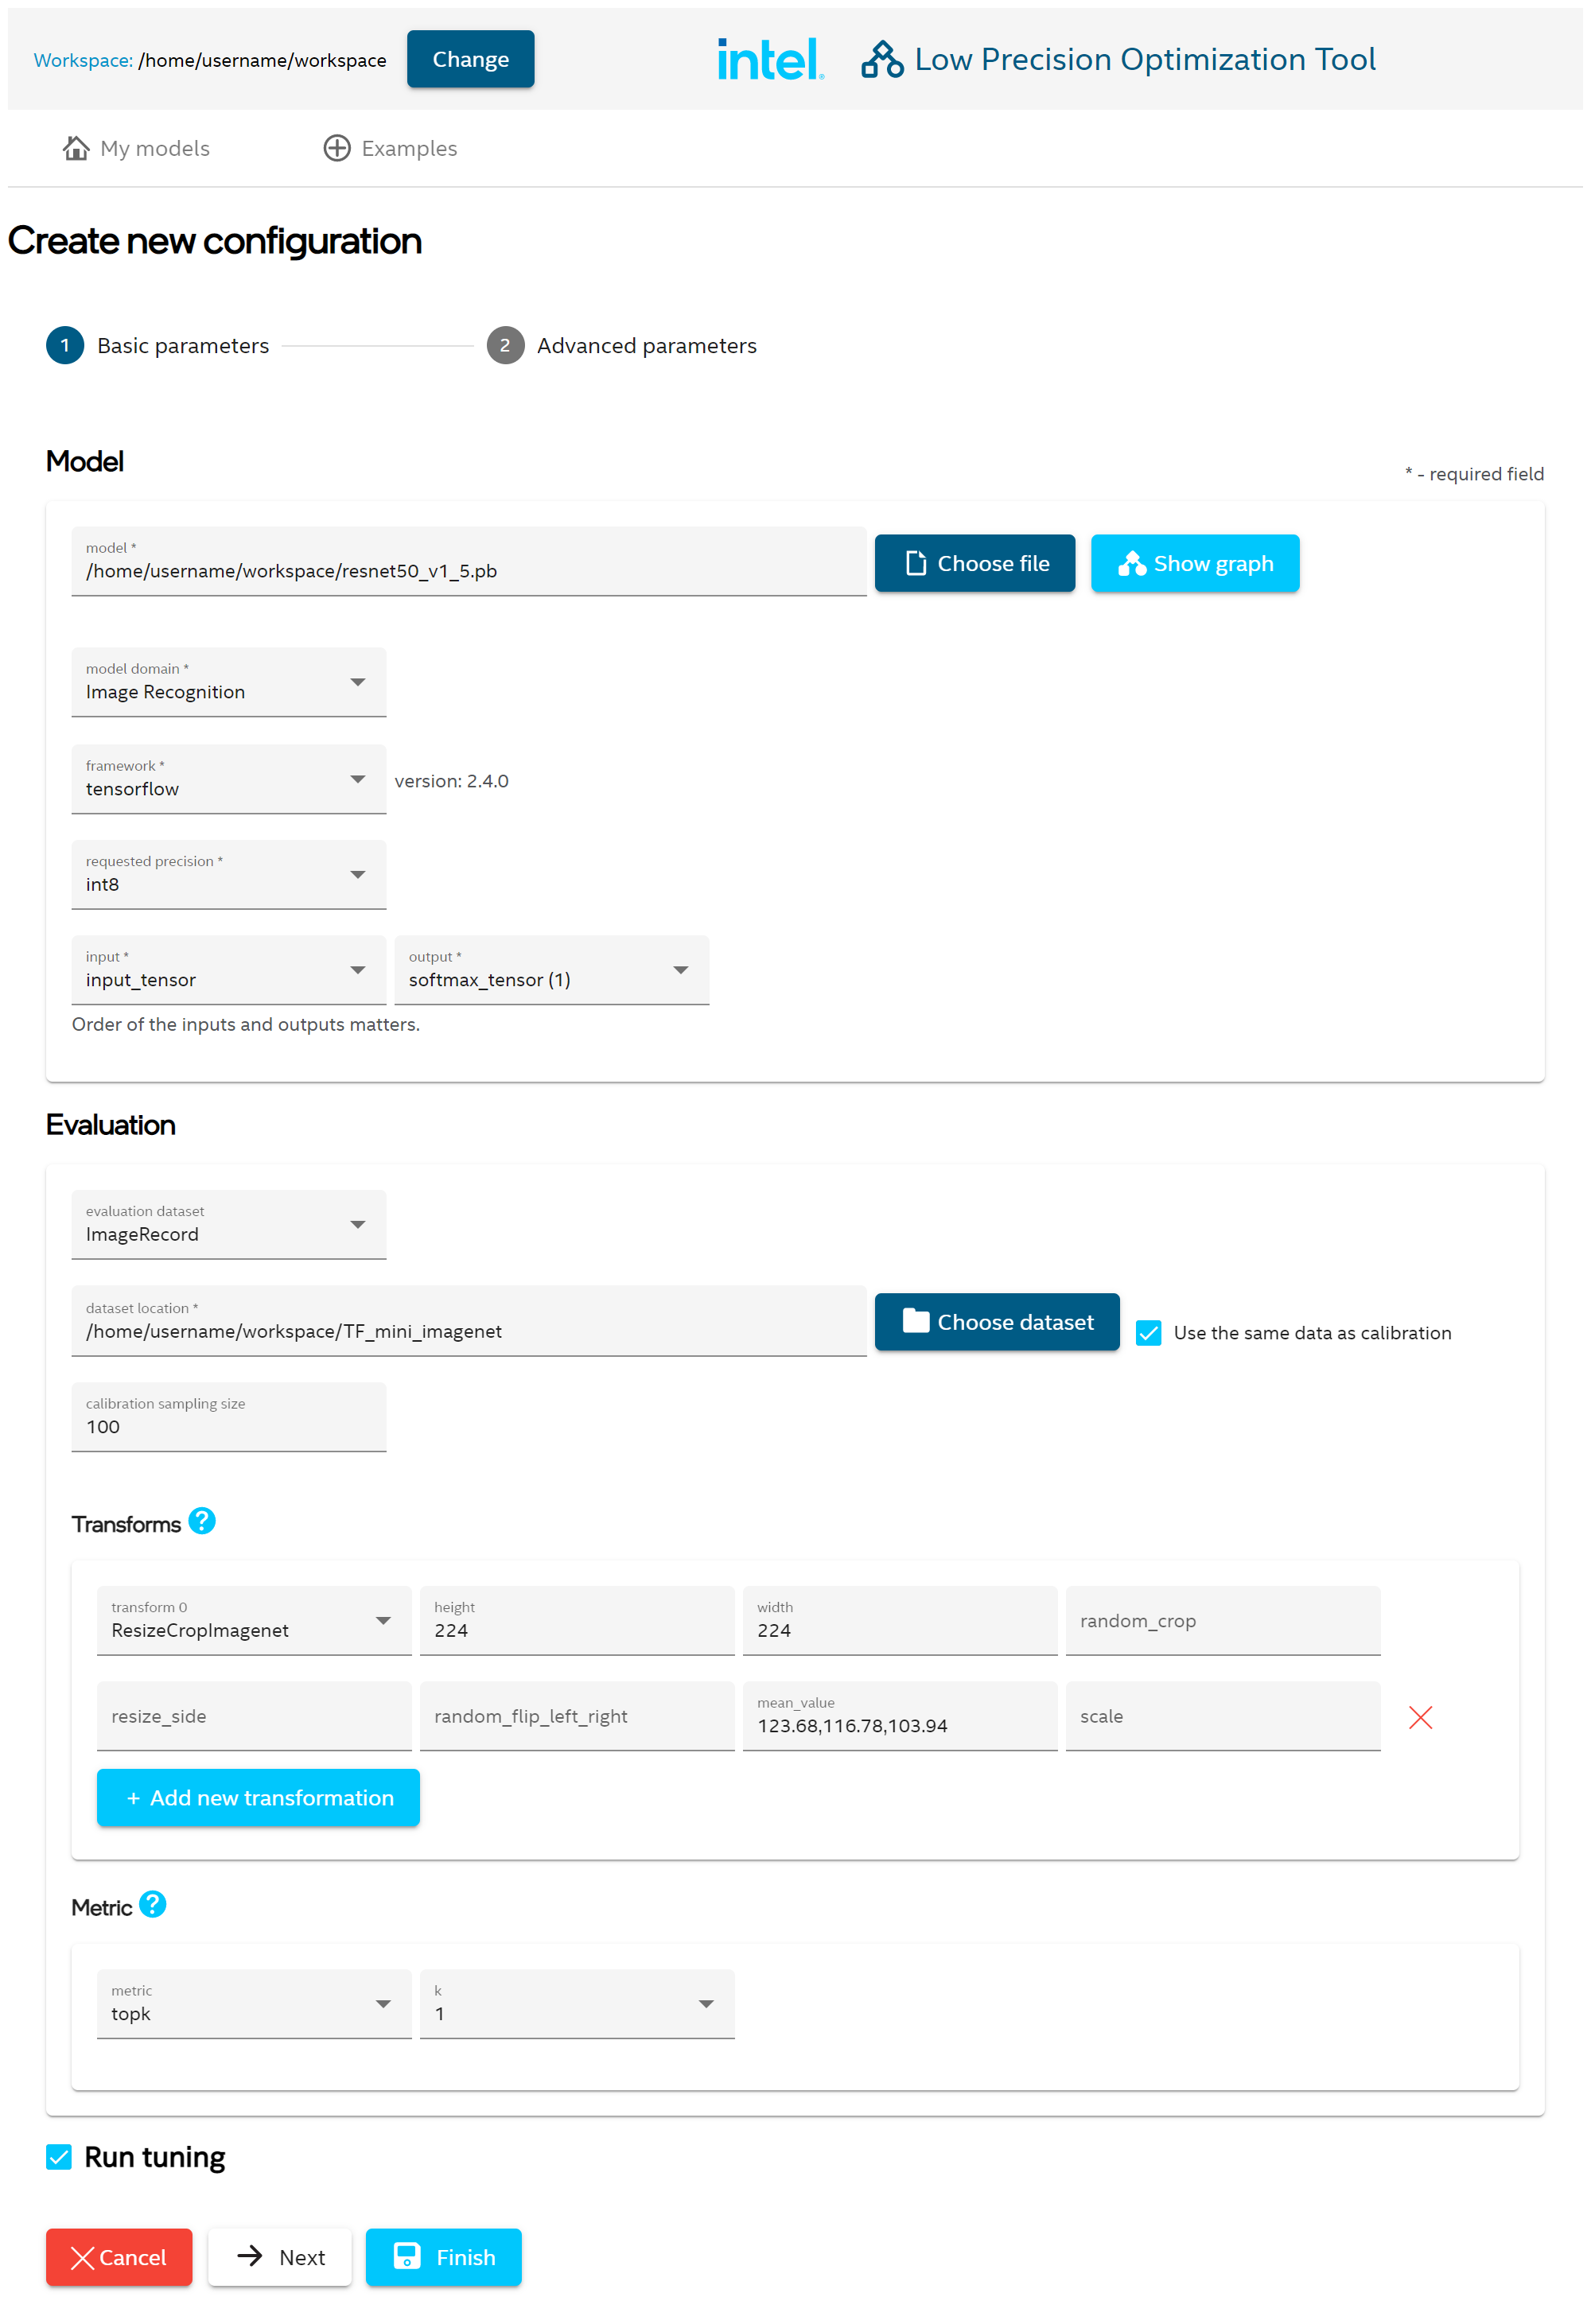 Workspace: /home/username/workspace Change intel. Low Precision Optimization Tool
My models Examples
Create new configuration
1 Basic parameters 2 Advanced parameters
Model
* - required field
model *
/home/username/workspace/resnet50_v1_5.pb
Choose file Show graph
model domain *
Image Recognition
framework *
tensorflow
version: 2.4.0
requested precision *
int8
input *
input_tensor
output *
softmax_tensor (1)
Order of the inputs and outputs matters.
Evaluation
evaluation dataset
ImageRecord
dataset location *
/home/username/workspace/TF_mini_imagenet
Choose dataset Use the same data as calibration
calibration sampling size
100
Transforms ?
transform 0
ResizeCropImagenet
height
224
width
224
random_crop
resize_side
random_flip_left_right
mean_value
123.68,116.78,103.94
scale
+ Add new transformation
Metric ?
metric
topk
k
1
Run tuning
Cancel Next Finish